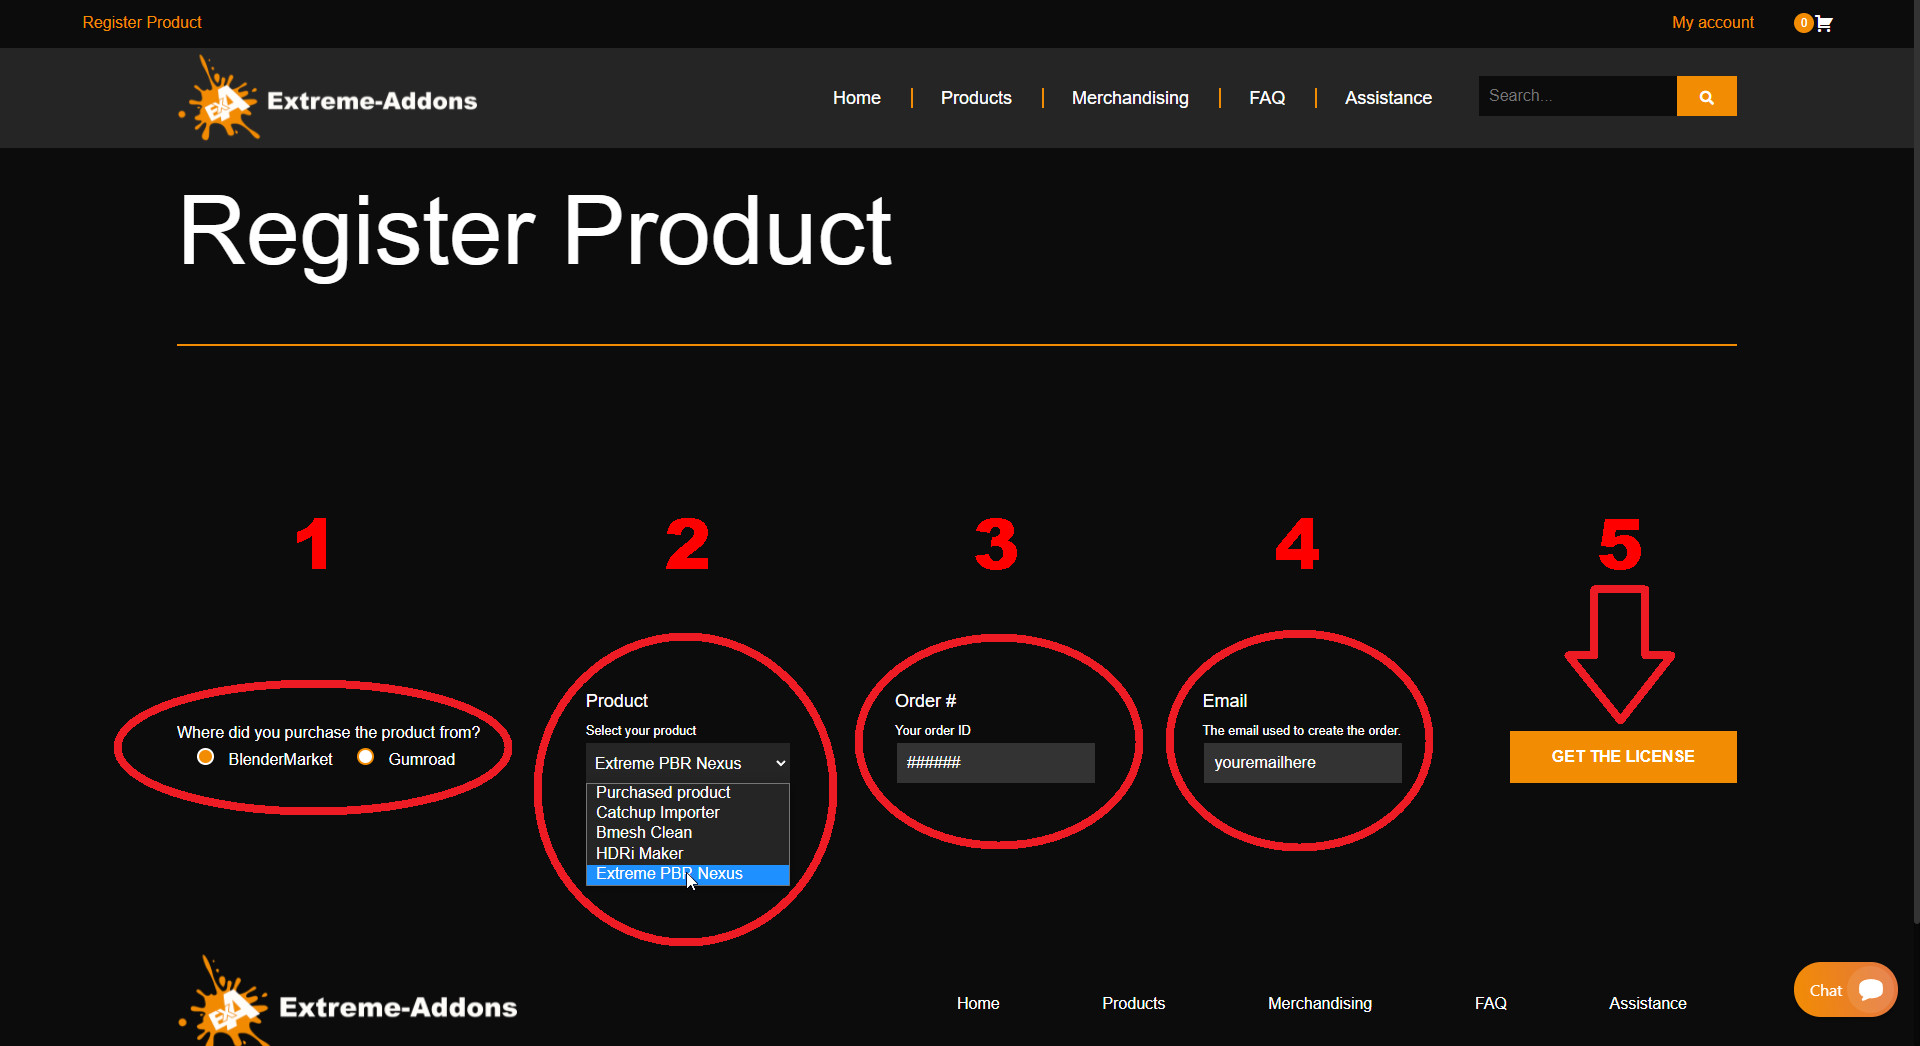 Register Product
My account
0
EXA
Extreme-Addons
Home
Products
Merchandising
FAQ
Assistance
Search...
Register Product
1
2
3
4
5
Where did you purchase the product from?
BlenderMarket
Gumroad
Product
Select your product
Extreme PBR Nexus
Purchased product
Catchup Importer
Bmesh Clean
HDRi Maker
Extreme PBR Nexus
Order #
Your order ID
######
Email
The email used to create the order.
youremailhere
GET THE LICENSE
EXA
Extreme-Addons
Home
Products
Merchandising
FAQ
Assistance
Chat